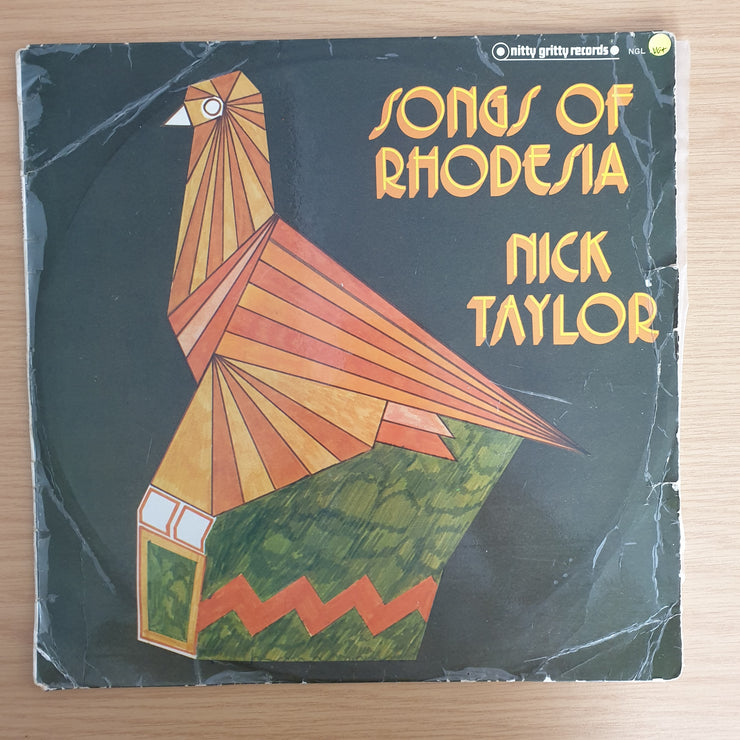 nitty gritty records NGL
SONGS OF
RHODESIA
NICK
TAYLOR